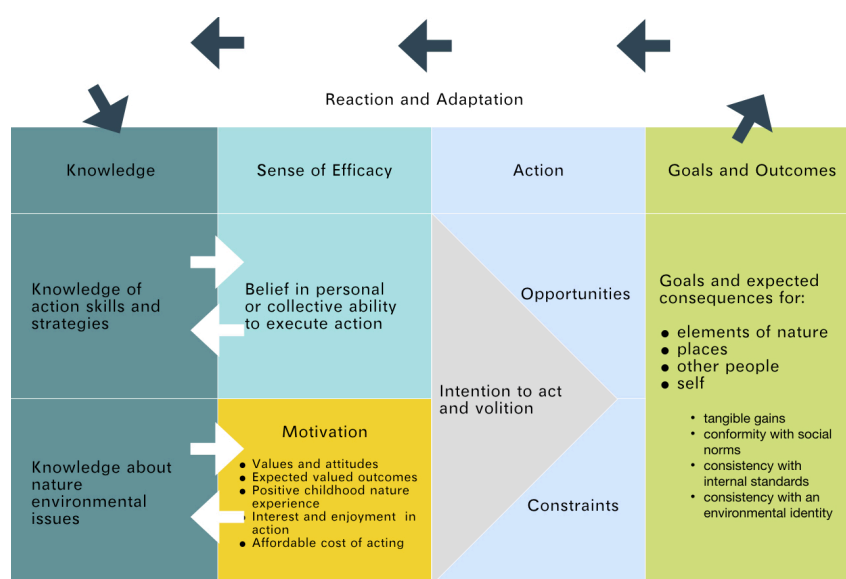 Reaction and Adaptation
Knowledge
Sense of Efficacy
Action
Goals and Outcomes
Knowledge of
action skills and
strategies
Belief in personal
or collective ability
to execute action
Opportunities
Goals and expected
consequences for:
● elements of nature
● places
● other people
● self
• tangible gains
• conformity with social
norms
• consistency with
internal standards
• consistency with an
environmental identity
Intention to act
and volition
Knowledge about
nature
environmental
issues
Motivation
● Values and attitudes
● Expected valued outcomes
● Positive childhood nature
experience
● Interest and enjoyment in
action
● Affordable cost of acting
Constraints